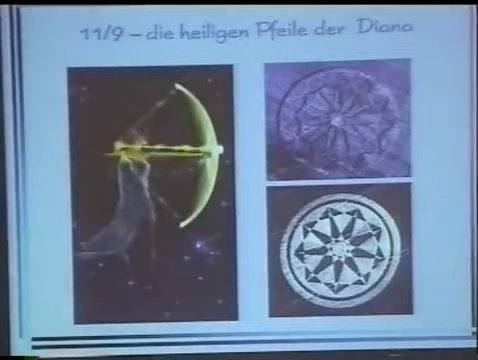 11/9 – die heiligen Pfeile der Diana